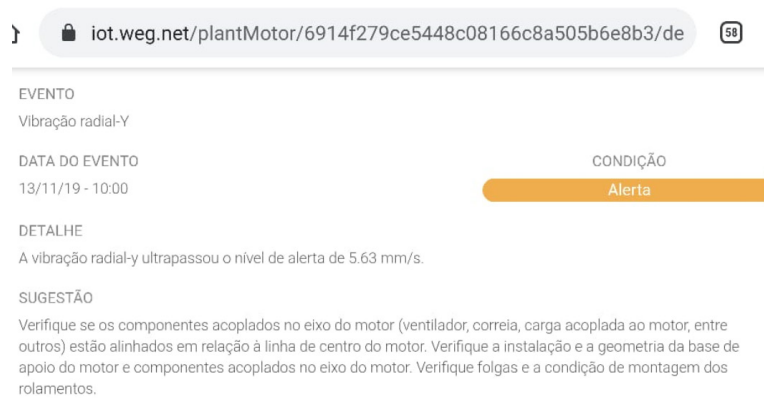 iot.weg.net/plantMotor/6914f279ce5448c08166c8a505b6e8b3/de
58
EVENTO
Vibração radial-Y
DATA DO EVENTO
CONDIÇÃO
13/11/19 - 10:00
Alerta
DETALHE
A vibração radial-y ultrapassou o nível de alerta de 5.63 mm/s.
SUGESTÃO
Verifique se os componentes acoplados no eixo do motor (ventilador, correia, carga acoplada ao motor, entre
outros) estão alinhados em relação à linha de centro do motor. Verifique a instalação e a geometria da base de
apoio do motor e componentes acoplados no eixo do motor. Verifique folgas e a condição de montagem dos
rolamentos.